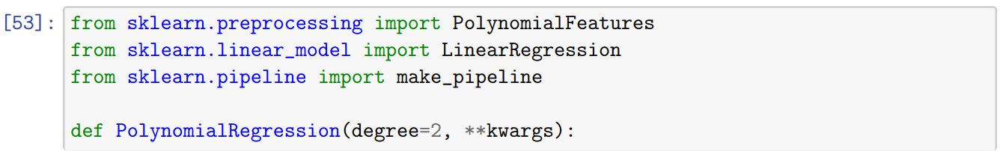 [53]: from sklearn.preprocessing import PolynomialFeatures
from sklearn.linear_model import LinearRegression
from sklearn.pipeline import make_pipeline
def PolynomialRegression(degree=2, **kwargs):